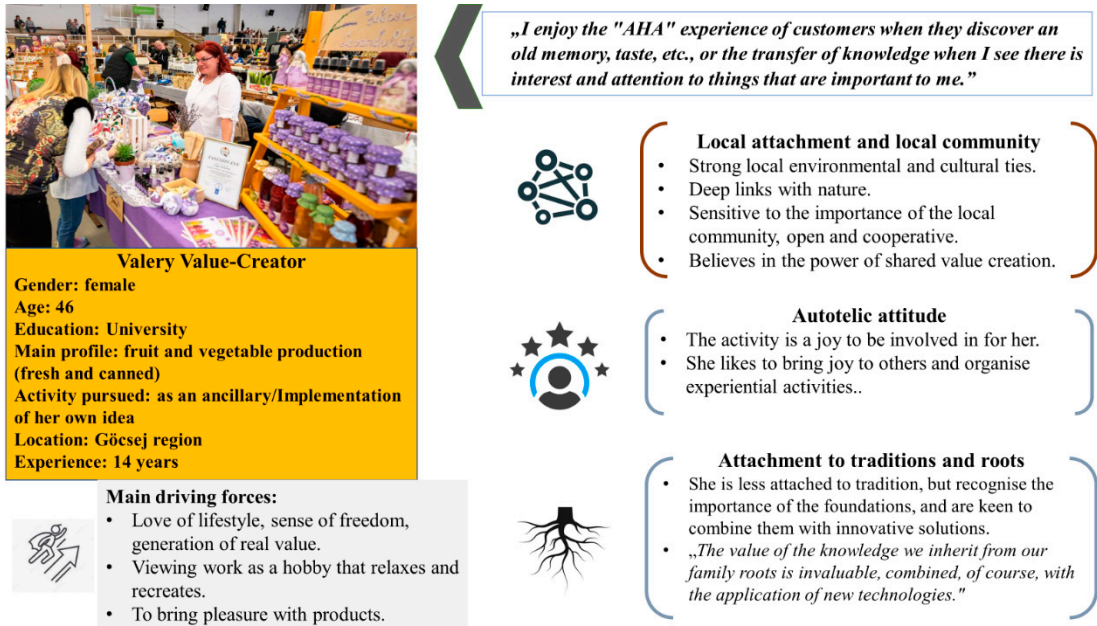 „I enjoy the "AHA" experience of customers when they discover an
old memory, taste, etc., or the transfer of knowledge when I see there is
interest and attention to things that are important to me.”
Valery Value-Creator
Gender: female
Age: 46
Education: University
Main profile: fruit and vegetable production
(fresh and canned)
Activity pursued: as an ancillary/Implementation
of her own idea
Location: Göcsej region
Experience: 14 years
Main driving forces:
• Love of lifestyle, sense of freedom,
generation of real value.
• Viewing work as a hobby that relaxes and
recreates.
• To bring pleasure with products.
Local attachment and local community
• Strong local environmental and cultural ties.
• Deep links with nature.
• Sensitive to the importance of the local
community, open and cooperative.
• Believes in the power of shared value creation.
Autotelic attitude
• The activity is a joy to be involved in for her.
• She likes to bring joy to others and organise
experiential activities..
Attachment to traditions and roots
• She is less attached to tradition, but recognise the
importance of the foundations, and are keen to
combine them with innovative solutions.
• „The value of the knowledge we inherit from our
family roots is invaluable, combined, of course, with
the application of new technologies."